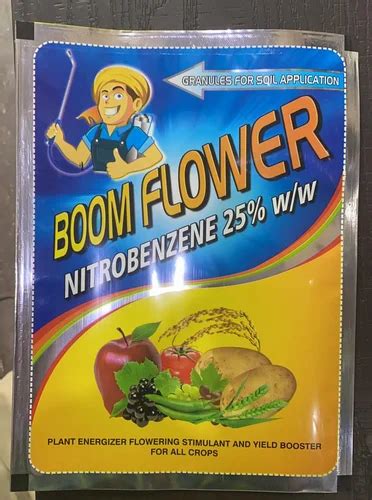 GRANULES FOR SOIL APPLICATION
BOOM FLOWER
NITROBENZENE 25% w/w
PLANT ENERGIZER FLOWERING STIMULANT AND YIELD BOOSTER
FOR ALL CROPS